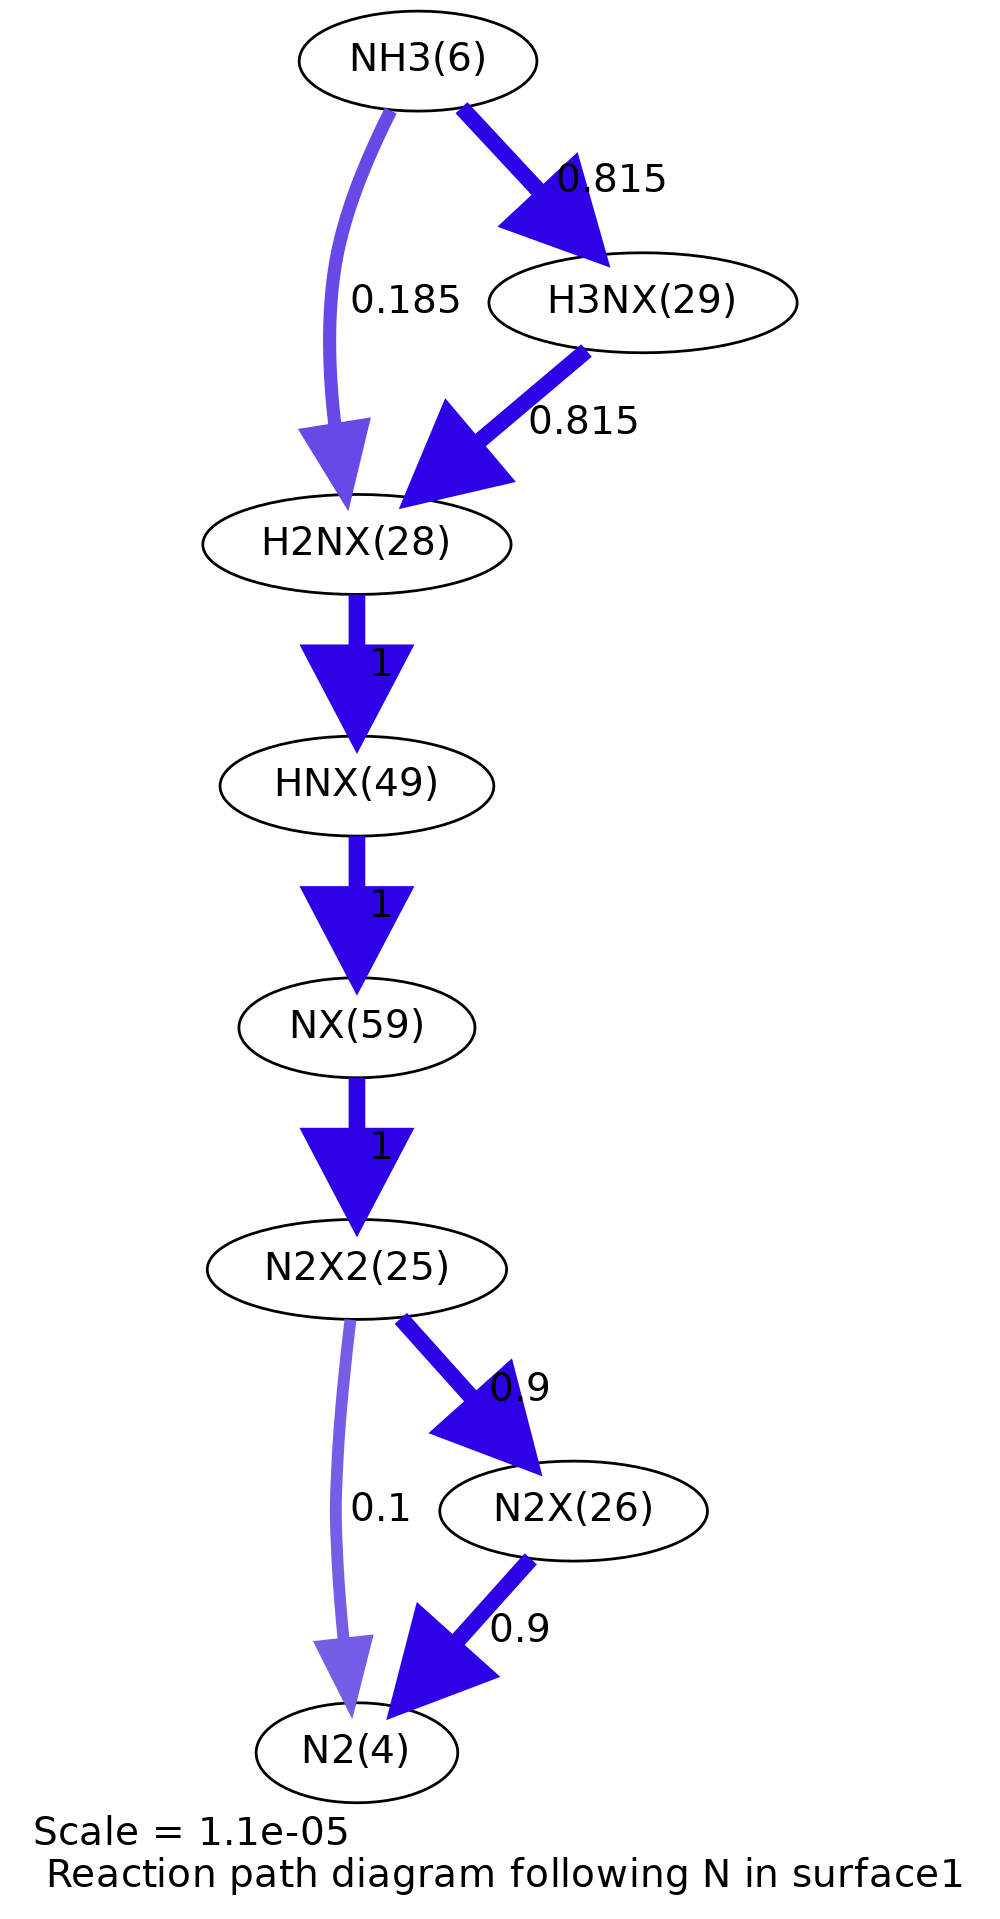 NH3(6)
0.815
0.185
H3NX(29)
0.815
H2NX(28)
1
HNX(49)
1
NX(59)
1
N2X2(25)
0.9
0.1
N2X(26)
0.9
N2(4)
Scale = 1.1e-05
Reaction path diagram following N in surface1